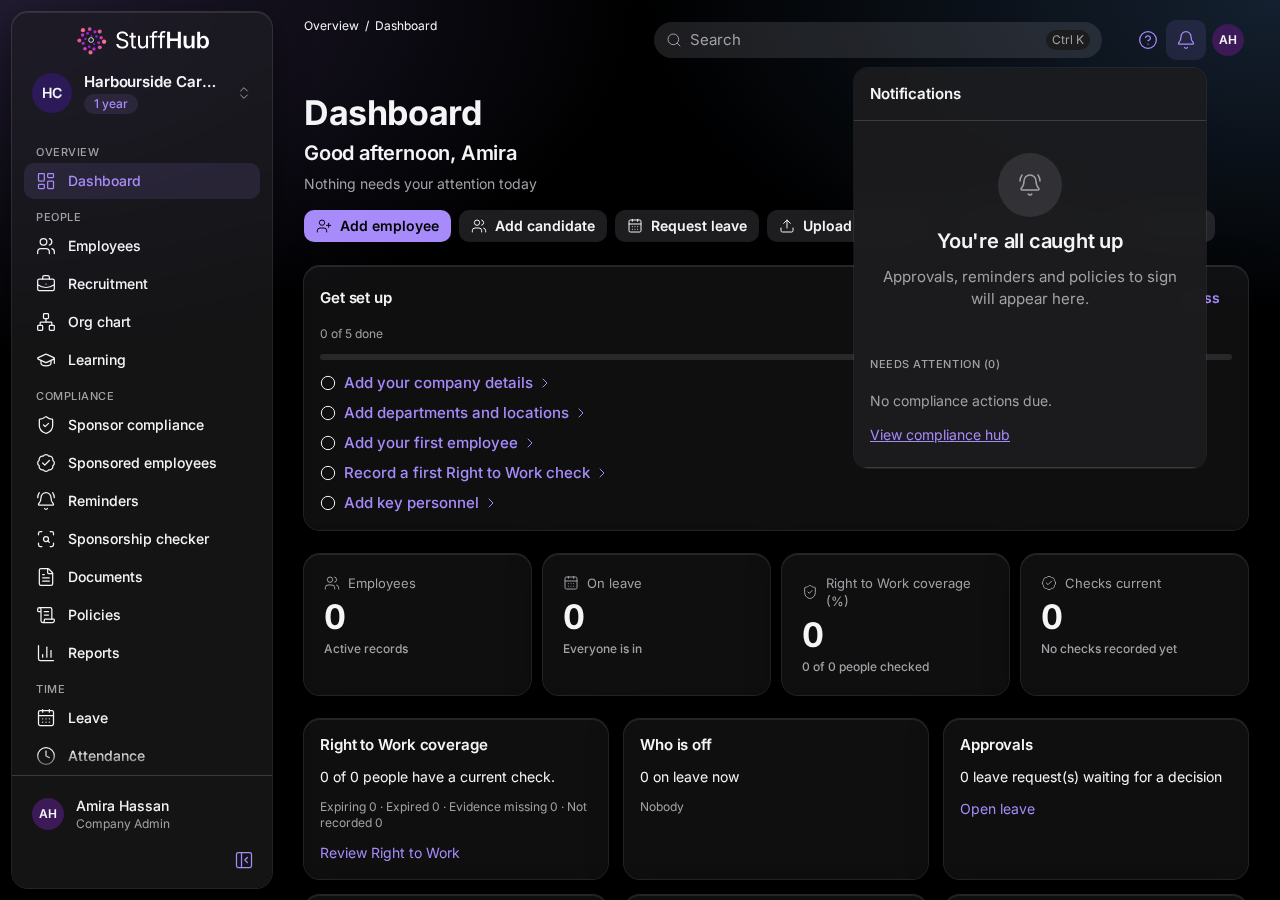 StuffHub
HC
Harbourside Car...
1 year
OVERVIEW
Dashboard
PEOPLE
Employees
Recruitment
Org chart
Learning
COMPLIANCE
Sponsor compliance
Sponsored employees
Reminders
Sponsorship checker
Documents
Policies
Reports
TIME
Leave
Attendance
AH
Amira Hassan
Company Admin
Overview / Dashboard
Search
Ctrl K
AH
Dashboard
Good afternoon, Amira
Nothing needs your attention today
Add employee
Add candidate
Request leave
Upload
Notifications
You're all caught up
Approvals, reminders and policies to sign
will appear here.
NEEDS ATTENTION (0)
No compliance actions due.
View compliance hub
Get set up
ss
0 of 5 done
Add your company details
Add departments and locations
Add your first employee
Record a first Right to Work check
Add key personnel
Employees
0
Active records
On leave
0
Everyone is in
Right to Work coverage
(%)
0
0 of 0 people checked
Checks current
0
No checks recorded yet
Right to Work coverage
0 of 0 people have a current check.
Expiring 0 · Expired 0 · Evidence missing 0 · Not
recorded 0
Review Right to Work
Who is off
0 on leave now
Nobody
Approvals
0 leave request(s) waiting for a decision
Open leave